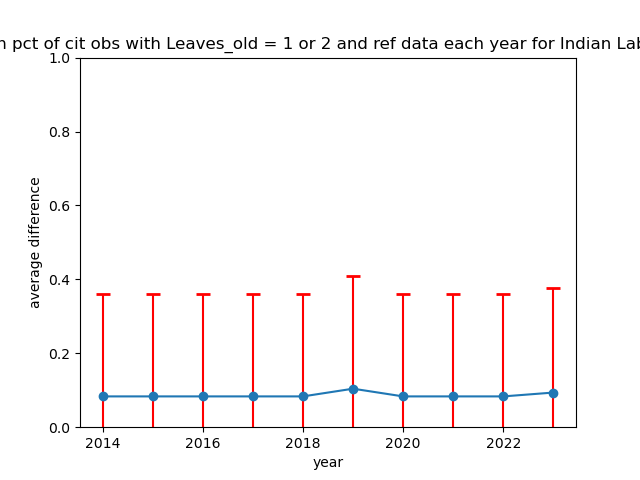 pct of cit obs with Leaves_old = 1 or 2 and ref data each year for Indian
1.0
0.8
0.6
0.4
0.2
0.0
average difference
2014 2016 2018 2020 2022
year